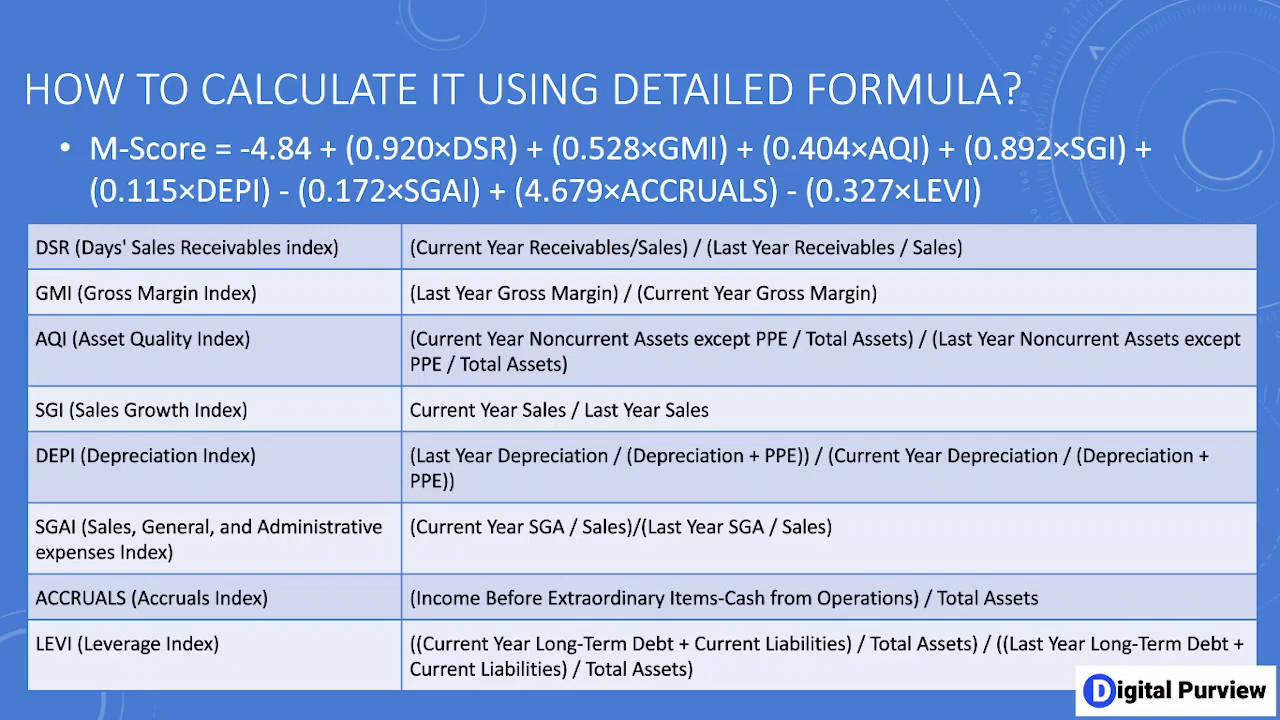 HOW TO CALCULATE IT USING DETAILED FORMULA?
• M-Score = -4.84 + (0.920×DSR) + (0.528×GMI) + (0.404×AQI) + (0.892×SGI) +
(0.115×DEPI) - (0.172×SGAI) + (4.679×ACCRUALS) - (0.327×LEVI)
DSR (Days' Sales Receivables index)
(Current Year Receivables/Sales) / (Last Year Receivables / Sales)
GMI (Gross Margin Index)
(Last Year Gross Margin) / (Current Year Gross Margin)
AQI (Asset Quality Index)
(Current Year Noncurrent Assets except PPE / Total Assets) / (Last Year Noncurrent Assets except
PPE / Total Assets)
SGI (Sales Growth Index)
Current Year Sales / Last Year Sales
DEPI (Depreciation Index)
(Last Year Depreciation / (Depreciation + PPE)) / (Current Year Depreciation / (Depreciation +
PPE))
SGAI (Sales, General, and Administrative
expenses Index)
(Current Year SGA / Sales)/(Last Year SGA / Sales)
ACCRUALS (Accruals Index)
(Income Before Extraordinary Items-Cash from Operations) / Total Assets
LEVI (Leverage Index)
((Current Year Long-Term Debt + Current Liabilities) / Total Assets) / ((Last Year Long-Term Debt +
Current Liabilities) / Total Assets)
Digital Purview